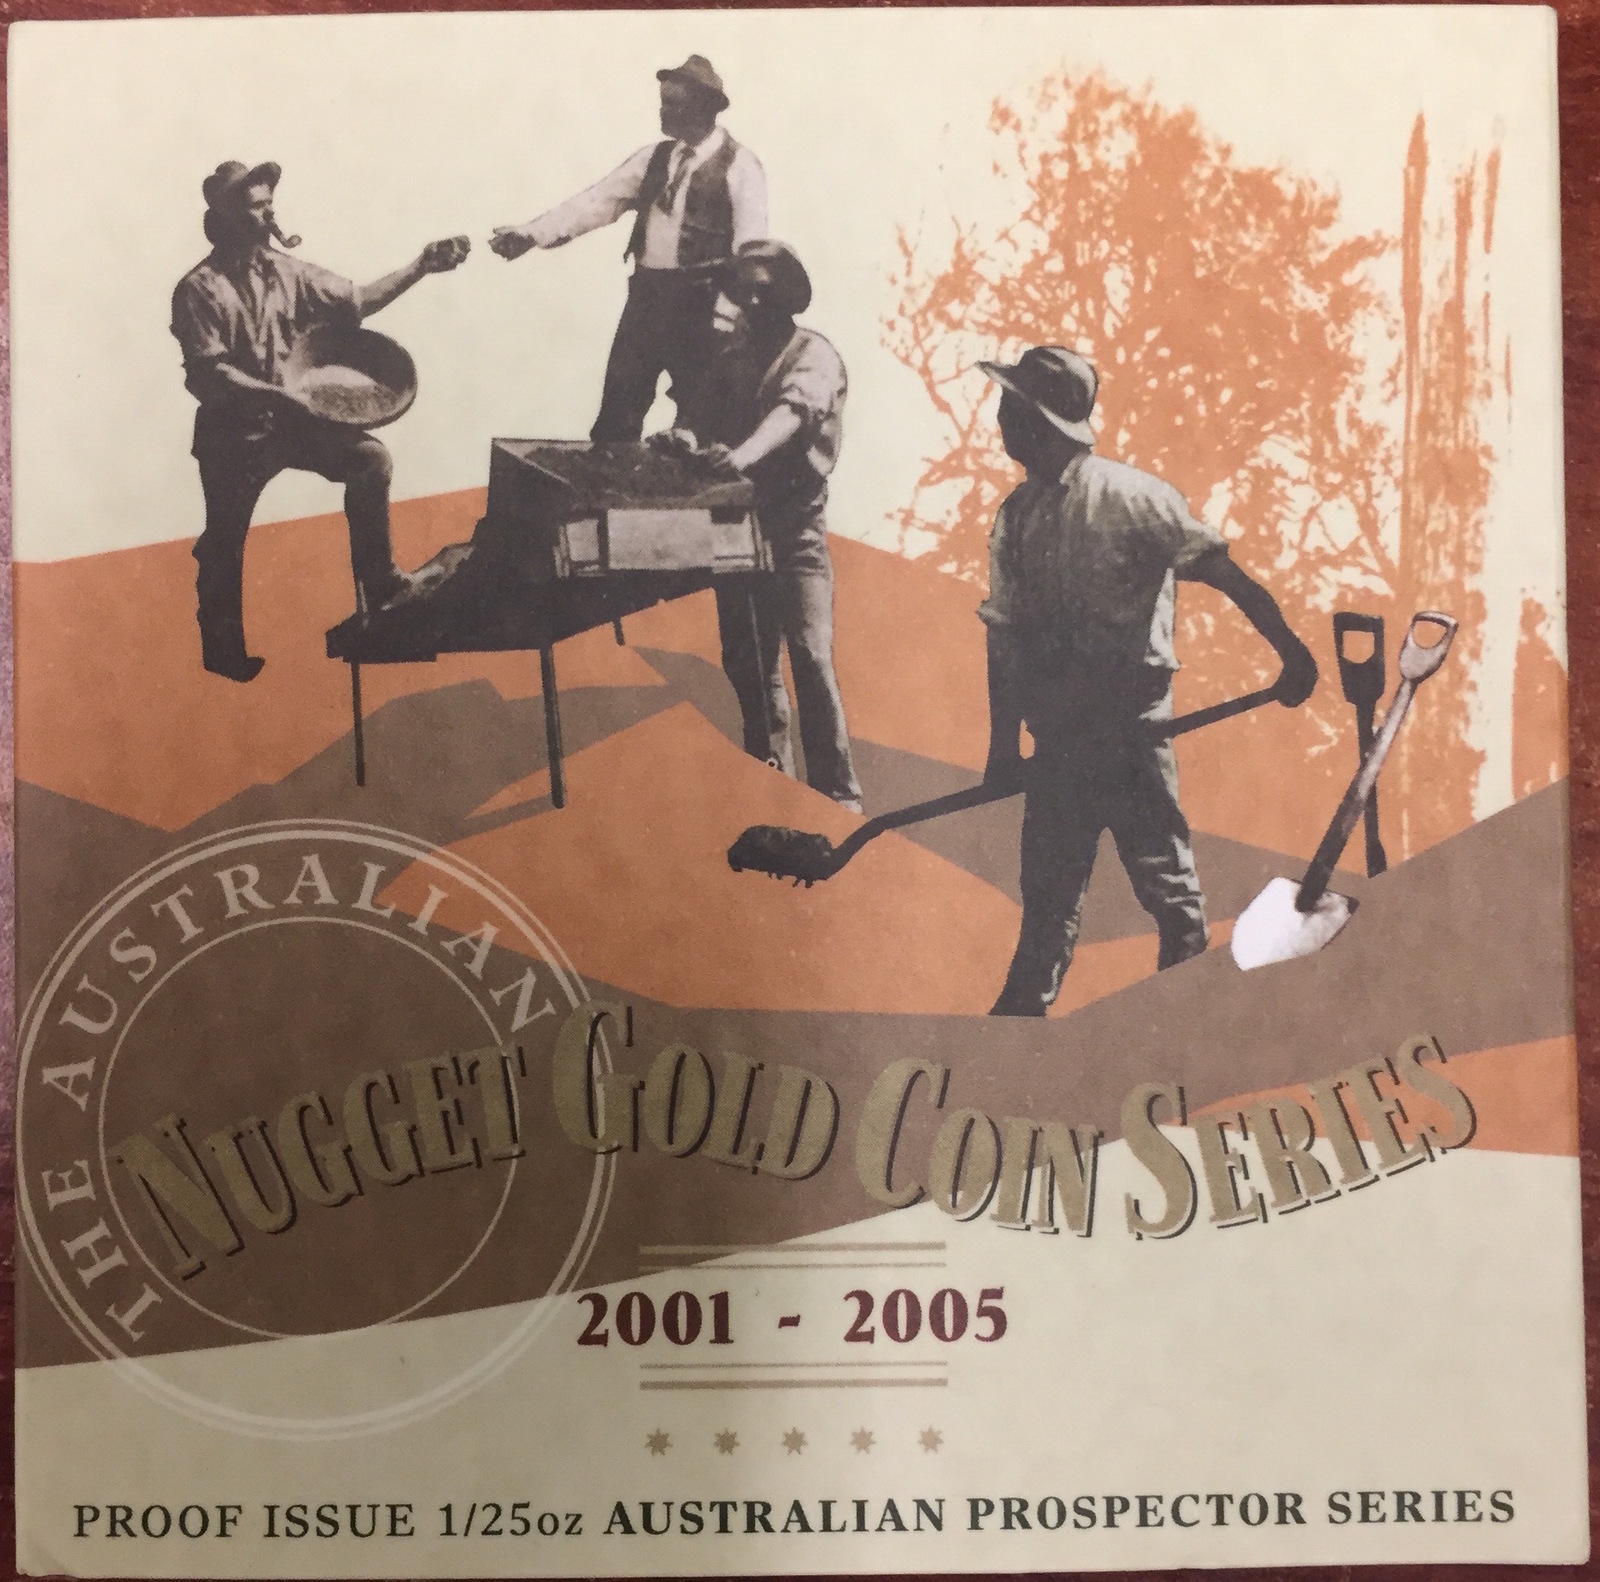 THE AUSTRALIAN
NUGGET GOLD COIN SERIES
2001 - 2005
PROOF ISSUE 1/25oz AUSTRALIAN PROSPECTOR SERIES